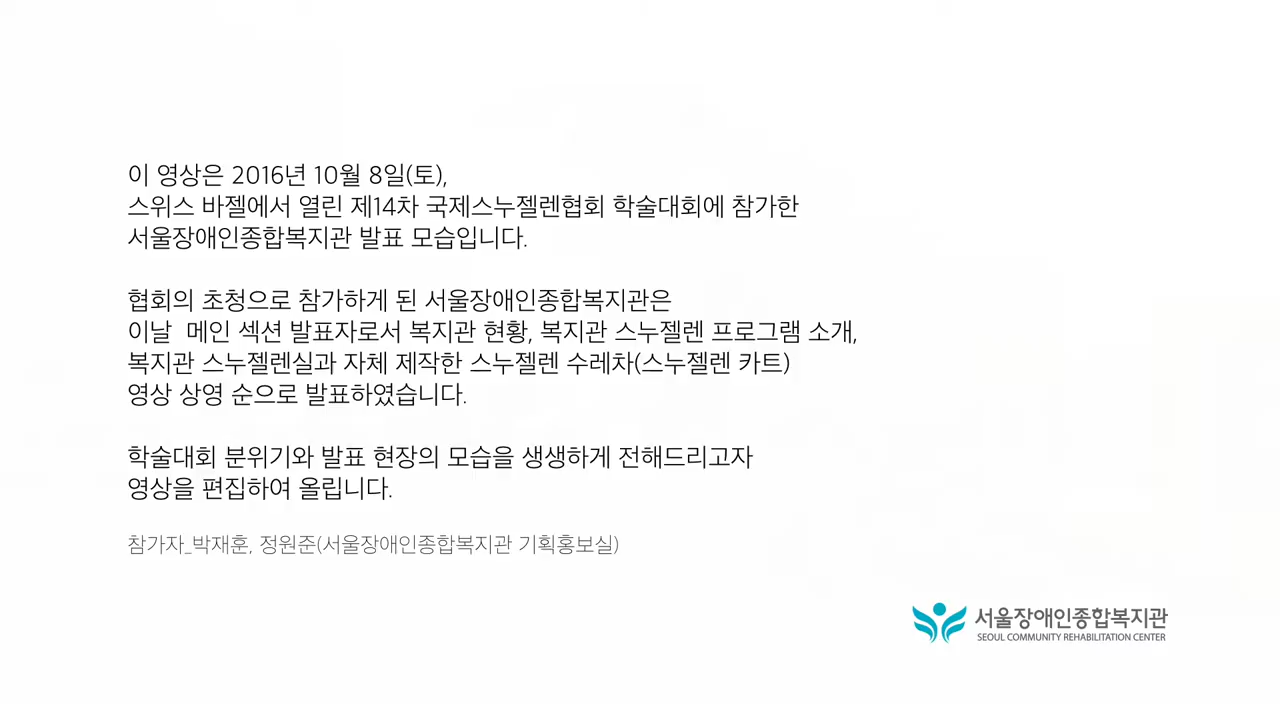 이 영상은 2016년 10월 8일(토),
스위스 바젤에서 열린 제14차 국제스누젤렌협회 학술대회에 참가한
서울장애인종합복지관 발표 모습입니다.
협회의 초청으로 참가하게 된 서울장애인종합복지관은
이날  메인 섹션 발표자로서 복지관 현황, 복지관 스누젤렌 프로그램 소개,
복지관 스누젤렌실과 자체 제작한 스누젤렌 수레차(스누젤렌 카트)
영상 상영 순으로 발표하였습니다.
학술대회 분위기와 발표 현장의 모습을 생생하게 전해드리고자
영상을 편집하여 올립니다.
참가자_박재훈, 정원준(서울장애인종합복지관 기획홍보실)
서울장애인종합복지관
SEOUL COMMUNITY REHABILITATION CENTER